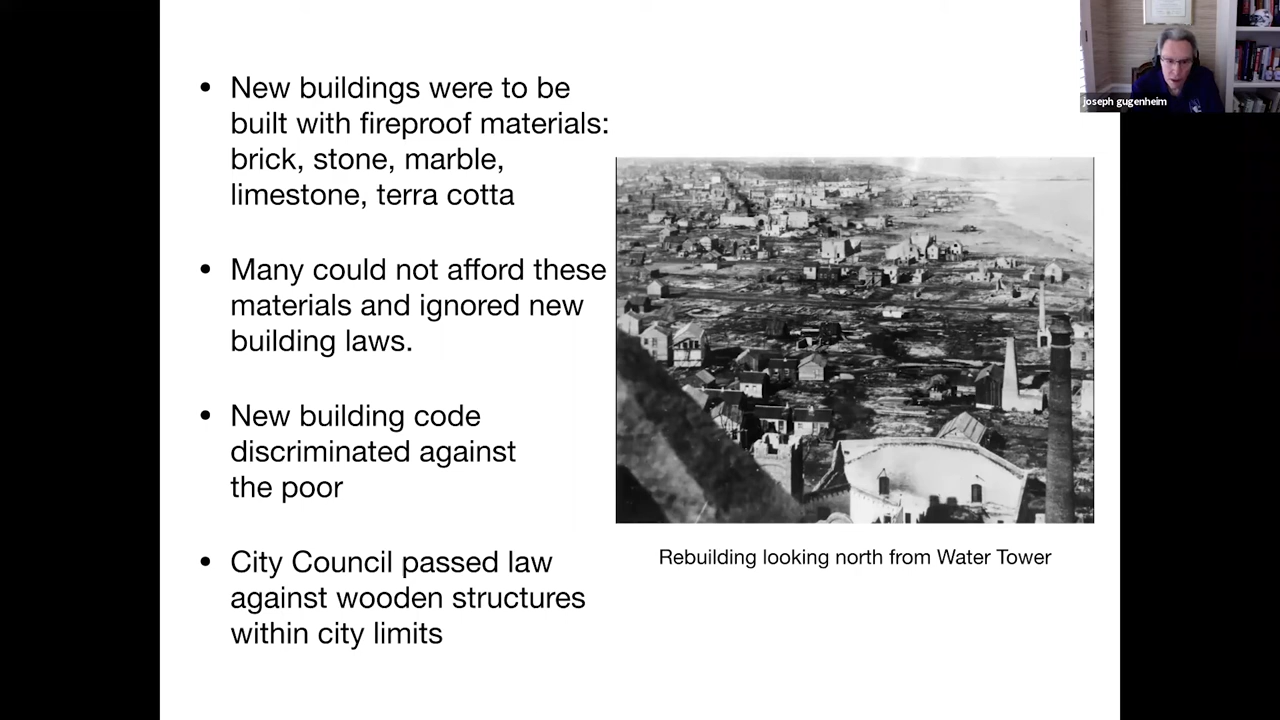 • New buildings were to be
built with fireproof materials:
brick, stone, marble,
limestone, terra cotta
• Many could not afford these
materials and ignored new
building laws.
• New building code
discriminated against
the poor
• City Council passed law
against wooden structures
within city limits
Rebuilding looking north from Water Tower
joseph gugenheim